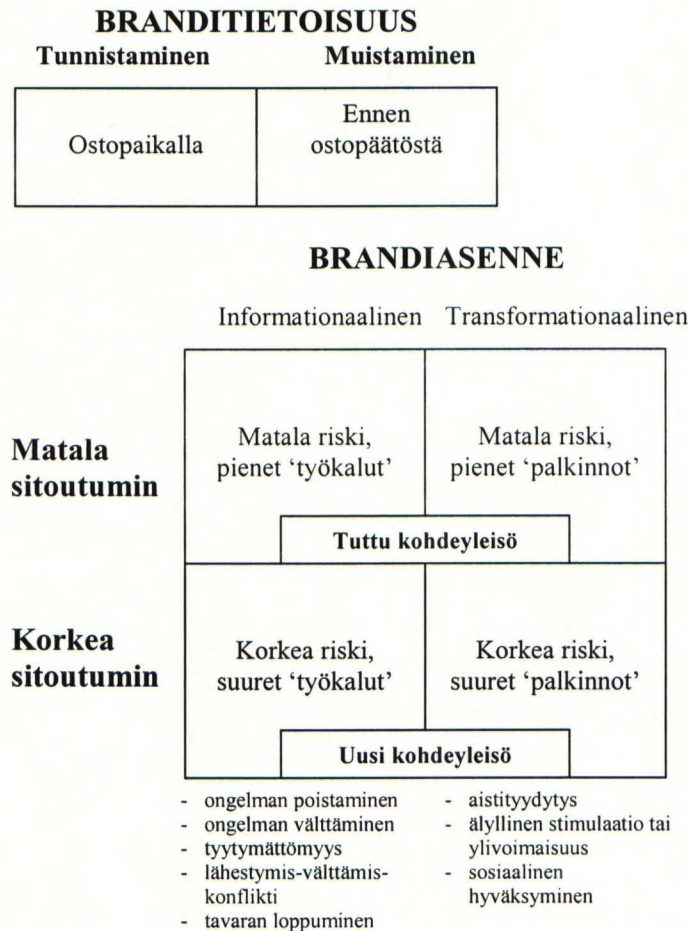 BRANDITIETOISUUS
Tunnistaminen Muistaminen
Ostopaikalla
Ennen
ostopäätöstä
BRANDIASENNE
Informationaalinen Transformationaalinen
Matala
sitoutumin
Matala riski,
pienet ‘työkalut’
Matala riski,
pienet ‘palkinnot’
Tuttu kohdeyleisö
Korkea
sitoutumin
Korkea riski,
suuret ‘työkalut’
Korkea riski,
suuret ‘palkinnot’
Uusi kohdeyleisö
- ongelman poistaminen
- ongelman välttäminen
- tyytymättömyys
- lähestymis-välttämis-
konflikti
- tavaran loppuminen
- aistityydytys
- älyllinen stimulaatio tai
ylivoimaisuus
- sosiaalinen
hyväksyminen